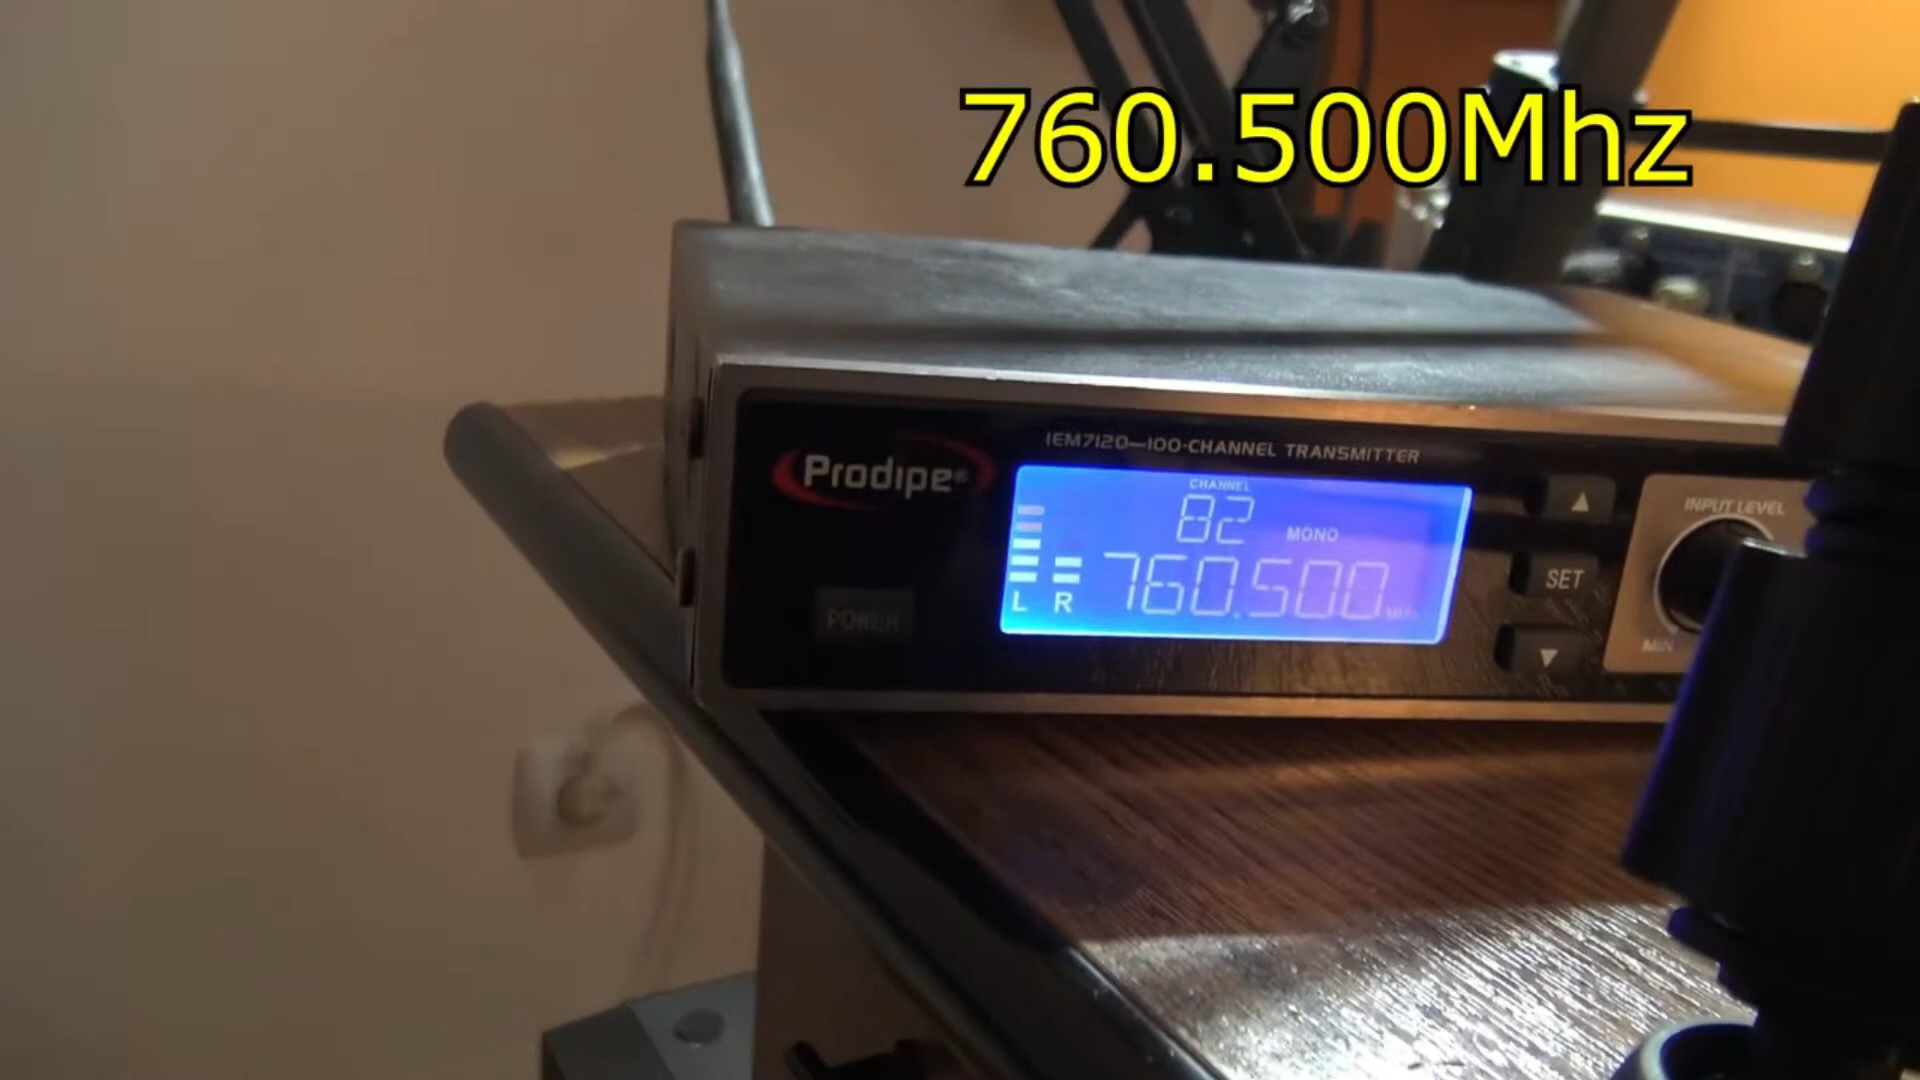 760.500Mhz
IEM7120—100-CHANNEL TRANSMITTER
Prodipe®
CHANNEL
82
MONO
760.500
L R
POWER
▲
SET
▼
INPUT LEVEL
MIN